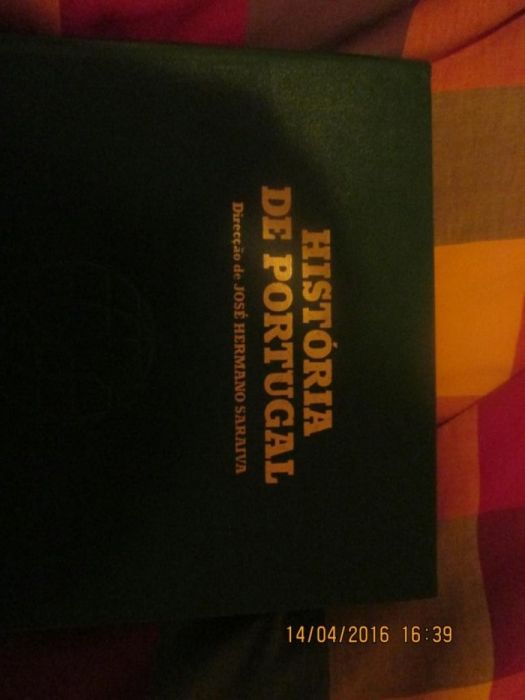 HISTÓRIA
DE PORTUGAL
Direcção de JOSÉ HERMANO SARAIVA
14/04/2016 16:39